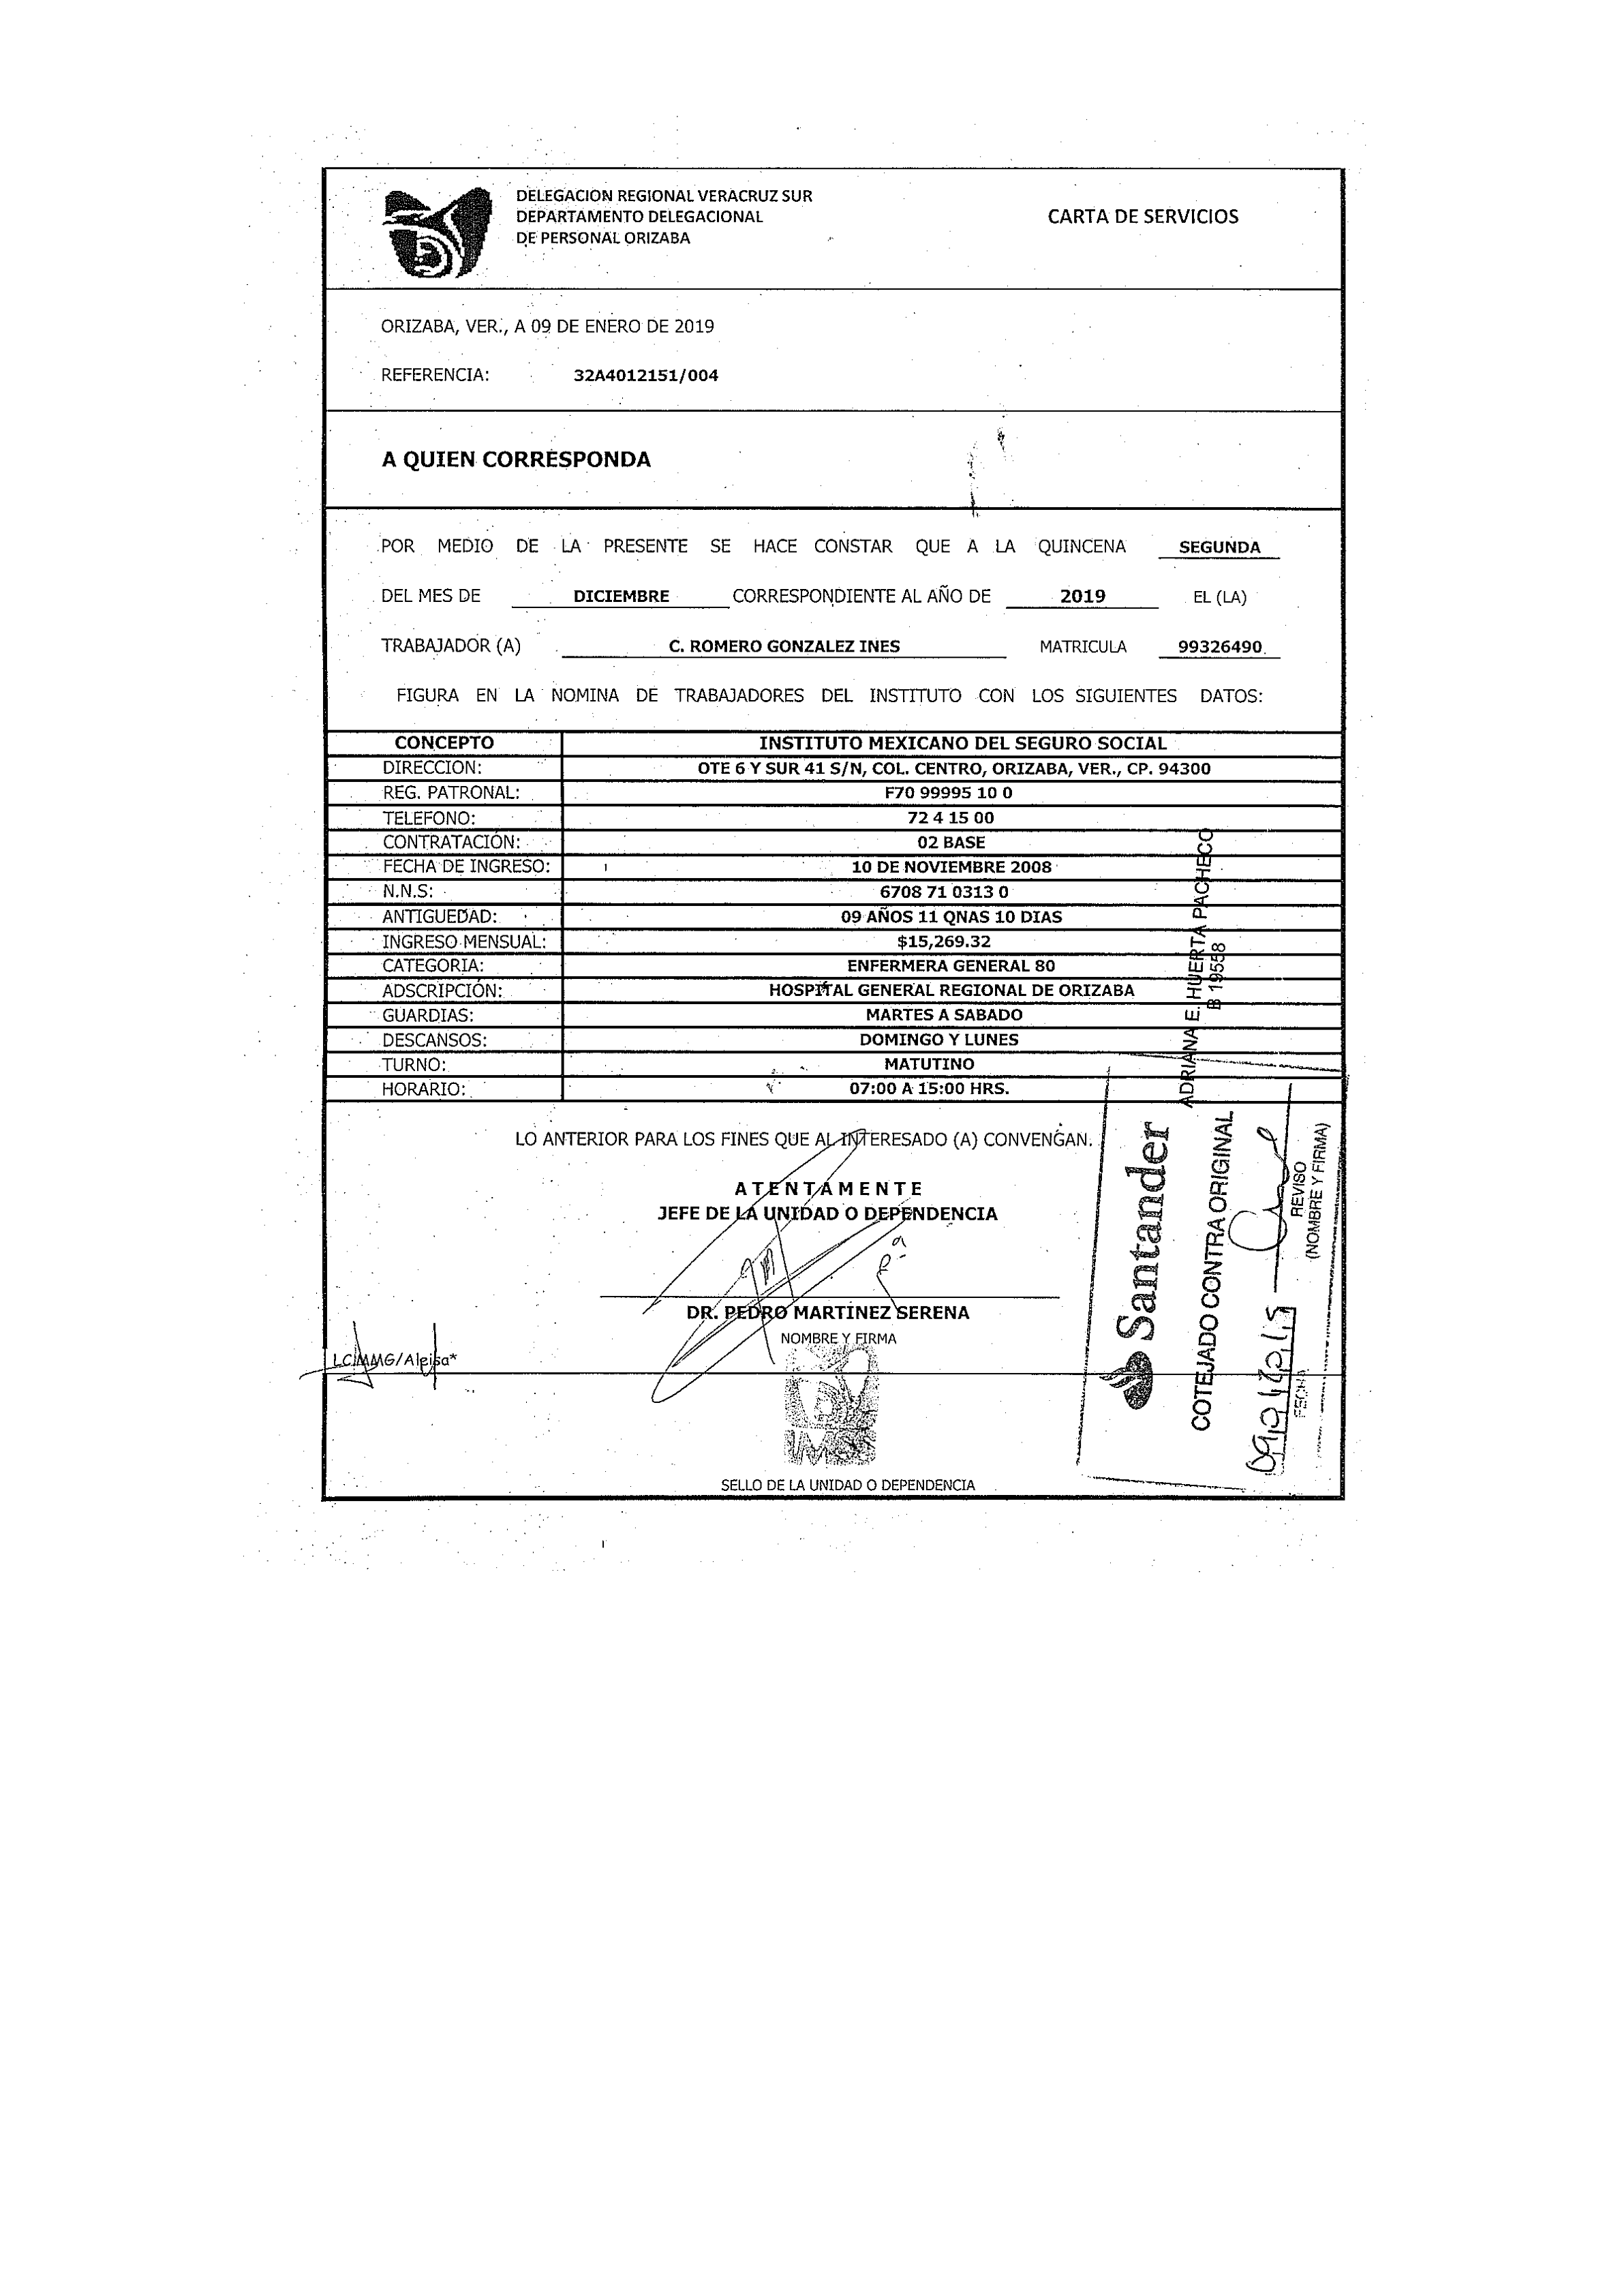 DELEGACION REGIONAL VERACRUZ SUR
DEPARTAMENTO DELEGACIONAL
DE PERSONAL ORIZABA
CARTA DE SERVICIOS
ORIZABA, VER., A 09 DE ENERO DE 2019
REFERENCIA: 32A4012151/004
A QUIEN CORRESPONDA
POR MEDIO DE LA PRESENTE SE HACE CONSTAR QUE A LA QUINCENA SEGUNDA
DEL MES DE DICIEMBRE CORRESPONDIENTE AL AÑO DE 2019 EL (LA)
TRABAJADOR (A) C. ROMERO GONZALEZ INES MATRICULA 99326490
FIGURA EN LA NOMINA DE TRABAJADORES DEL INSTITUTO CON LOS SIGUIENTES DATOS:
CONCEPTO INSTITUTO MEXICANO DEL SEGURO SOCIAL
DIRECCION: OTE 6 Y SUR 41 S/N, COL. CENTRO, ORIZABA, VER., CP. 94300
REG. PATRONAL: F70 99995 10 0
TELEFONO: 72 4 15 00
CONTRATACIÓN: 02 BASE
FECHA DE INGRESO: 10 DE NOVIEMBRE 2008
N.N.S: 6708 71 0313 0
ANTIGUEDAD: 09 AÑOS 11 QNAS 10 DIAS
INGRESO MENSUAL: $15,269.32
CATEGORIA: ENFERMERA GENERAL 80
ADSCRIPCIÓN: HOSPITAL GENERAL REGIONAL DE ORIZABA
GUARDIAS: MARTES A SABADO
DESCANSOS: DOMINGO Y LUNES
TURNO: MATUTINO
HORARIO: 07:00 A 15:00 HRS.
LO ANTERIOR PARA LOS FINES QUE AL INTERESADO (A) CONVENGAN.
ATENTAMENTE
JEFE DE LA UNIDAD O DEPENDENCIA
DR. PEDRO MARTINEZ SERENA
NOMBRE Y FIRMA
LCMMG/Aleisa*
IMSS
SELLO DE LA UNIDAD O DEPENDENCIA
ADRIANA E. HUERTA PACHECO
B 19558
Santander
COTEJADO CONTRA ORIGINAL
FECHA
REVISO
(NOMBRE Y FIRMA)